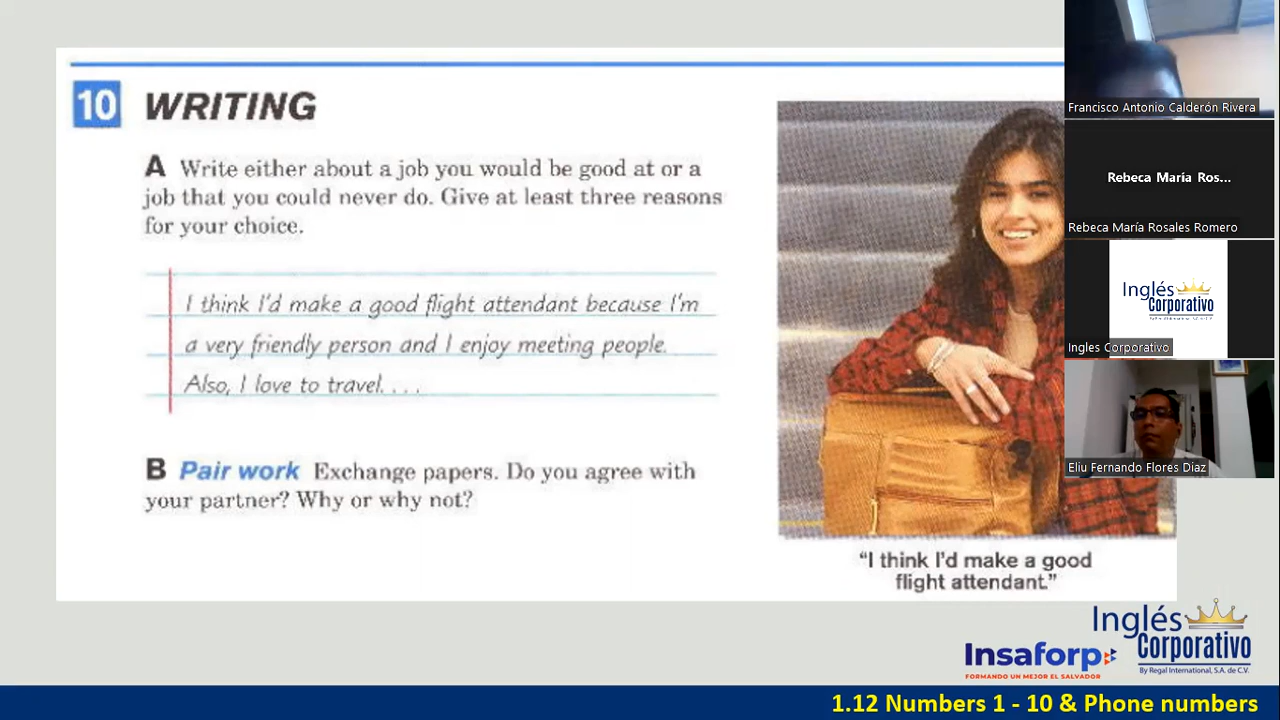 10 WRITING
A Write either about a job you would be good at or a
job that you could never do. Give at least three reasons
for your choice.
I think I'd make a good flight attendant because I'm
a very friendly person and I enjoy meeting people.
Also, I love to travel. . . .
B Pair work Exchange papers. Do you agree with
your partner? Why or why not?
"I think I'd make a good
flight attendant."
Francisco Antonio Calderón Rivera
Rebeca María Ros...
Rebeca María Rosales Romero
Inglés
Corporativo
Ingles Corporativo
Eliu Fernando Flores Diaz
Inglés
Corporativo
By Regal International, S.A. de C.V.
Insaforp
FORMANDO UN MEJOR EL SALVADOR
1.12 Numbers 1 - 10 & Phone numbers